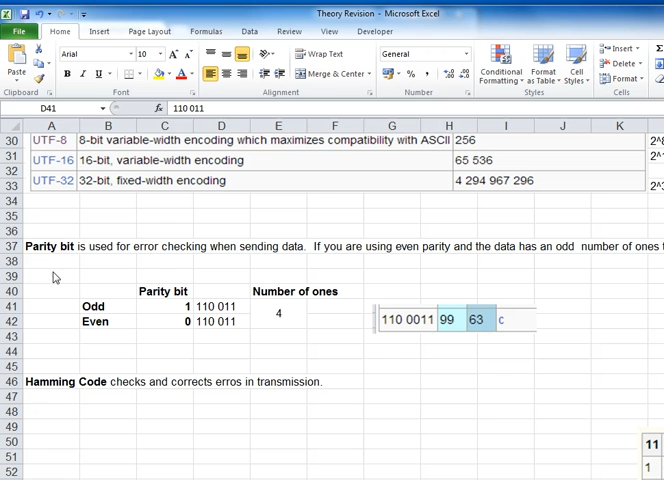 Theory Revision - Microsoft Excel
File Home Insert Page Layout Formulas Data Review View Developer
Paste
Arial 10
B I U
Wrap Text
Merge & Center
General
% ,
Conditional Formatting
Format as Table
Cell Styles
Insert
Delete
Format
Clipboard Font Alignment Number Styles Cells
D41 fx 110 011
A B C D E F G H I J K
30 UTF-8 8-bit variable-width encoding which maximizes compatibility with ASCII 256 2^8
31 UTF-16 16-bit, variable-width encoding 65 536 2^1
33 UTF-32 32-bit, fixed-width encoding 4 294 967 296 2^3
34
35
36
37 Parity bit is used for error checking when sending data. If you are using even parity and the data has an odd number of ones t
38
39
40 Parity bit Number of ones
41 Odd 1 110 011
4
110 0011 99 63 c
42 Even 0 110 011
43
44
45
46 Hamming Code checks and corrects erros in transmission.
47
48
49
50 11
51
1
52